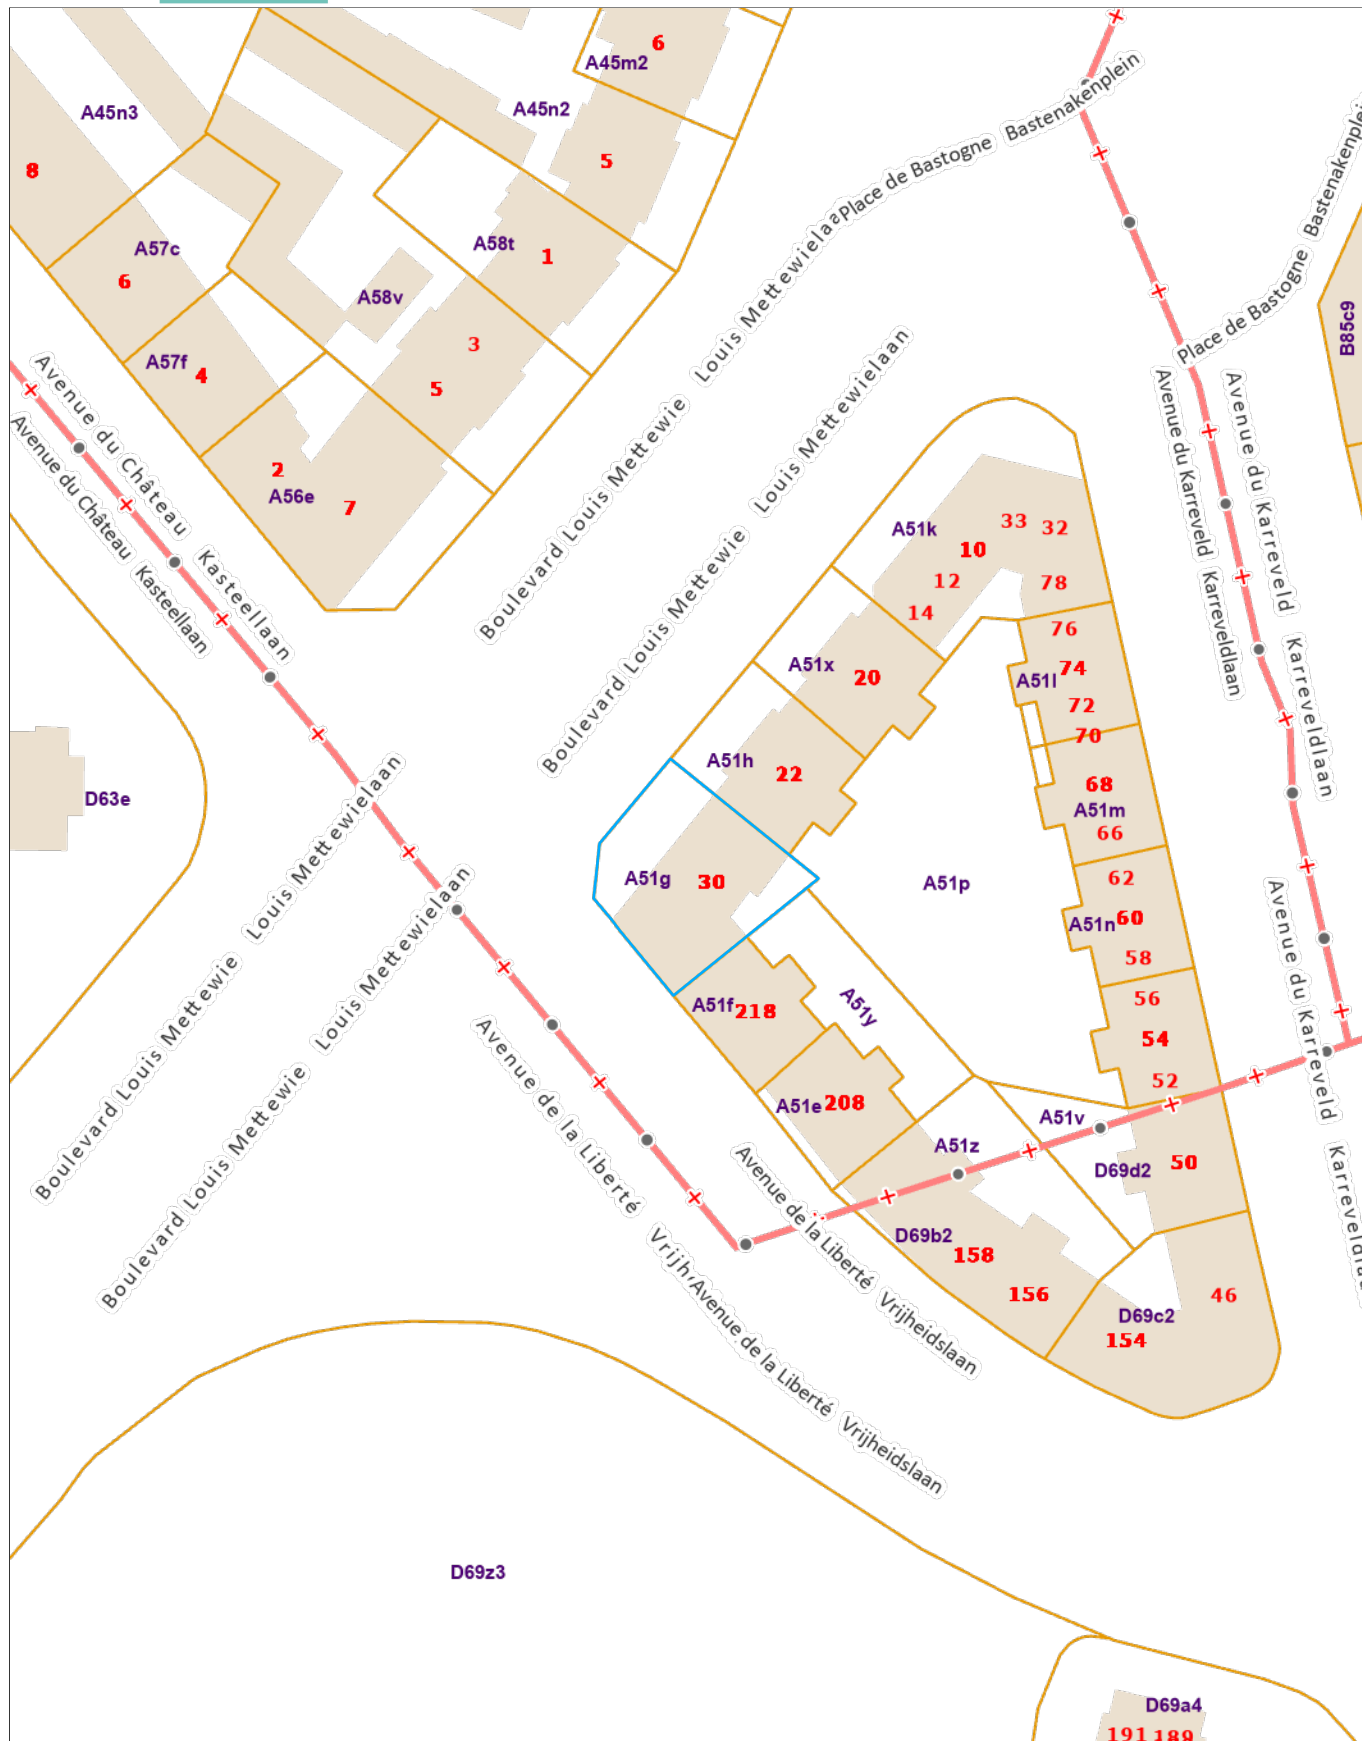 6
A45m2
A45n3
A45n2
5
8
A57c
6
A58t
1
A58v
A57f
4
3
5
2
A56e
7
Avenue du Château Kasteellaan
Avenue du Château Kasteellaan
Boulevard Louis Mettewie Louis Mettewiela
Place de Bastogne Bastenakenplein
Place de Bastogne Bastenakenplei
Boulevard Louis Mettewie Louis Mettewielaan
B85c9
Avenue du Karreveld Karreveldlaan
Avenue du Karreveld Karreveldlaan
A51k
33
32
10
12
78
14
76
A51x
20
74
A51l
72
70
A51h
22
68
A51m
66
D63e
A51g
30
A51p
62
60
A51n
58
Boulevard Louis Mettewie Louis Mettewielaan
Boulevard Louis Mettewie Louis Mettewielaan
A51f
218
A51y
56
54
52
A51e
208
A51v
A51z
D69d2
50
Avenue du Karreveld
Avenue de la Liberté
Avenue de la Liberté Vrijheidslaan
Avenue de la Liberté Vrijheidslaan
D69b2
158
156
46
D69c2
154
D69z3
D69a4
191
189